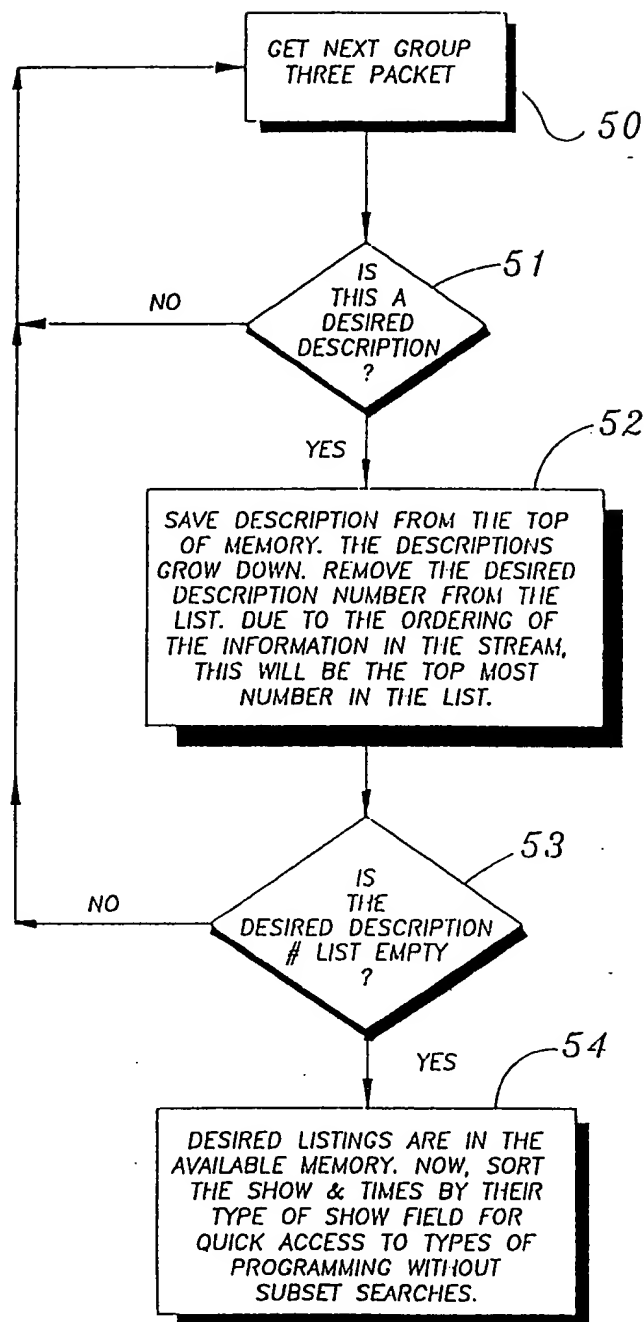 GET NEXT GROUP
THREE PACKET
50
IS
THIS A
DESIRED
DESCRIPTION
?
51
NO
YES
52
SAVE DESCRIPTION FROM THE TOP
OF MEMORY. THE DESCRIPTIONS
GROW DOWN. REMOVE THE DESIRED
DESCRIPTION NUMBER FROM THE
LIST. DUE TO THE ORDERING OF
THE INFORMATION IN THE STREAM,
THIS WILL BE THE TOP MOST
NUMBER IN THE LIST.
53
IS
THE
DESIRED DESCRIPTION
# LIST EMPTY
?
NO
YES
54
DESIRED LISTINGS ARE IN THE
AVAILABLE MEMORY. NOW, SORT
THE SHOW & TIMES BY THEIR
TYPE OF SHOW FIELD FOR
QUICK ACCESS TO TYPES OF
PROGRAMMING WITHOUT
SUBSET SEARCHES.